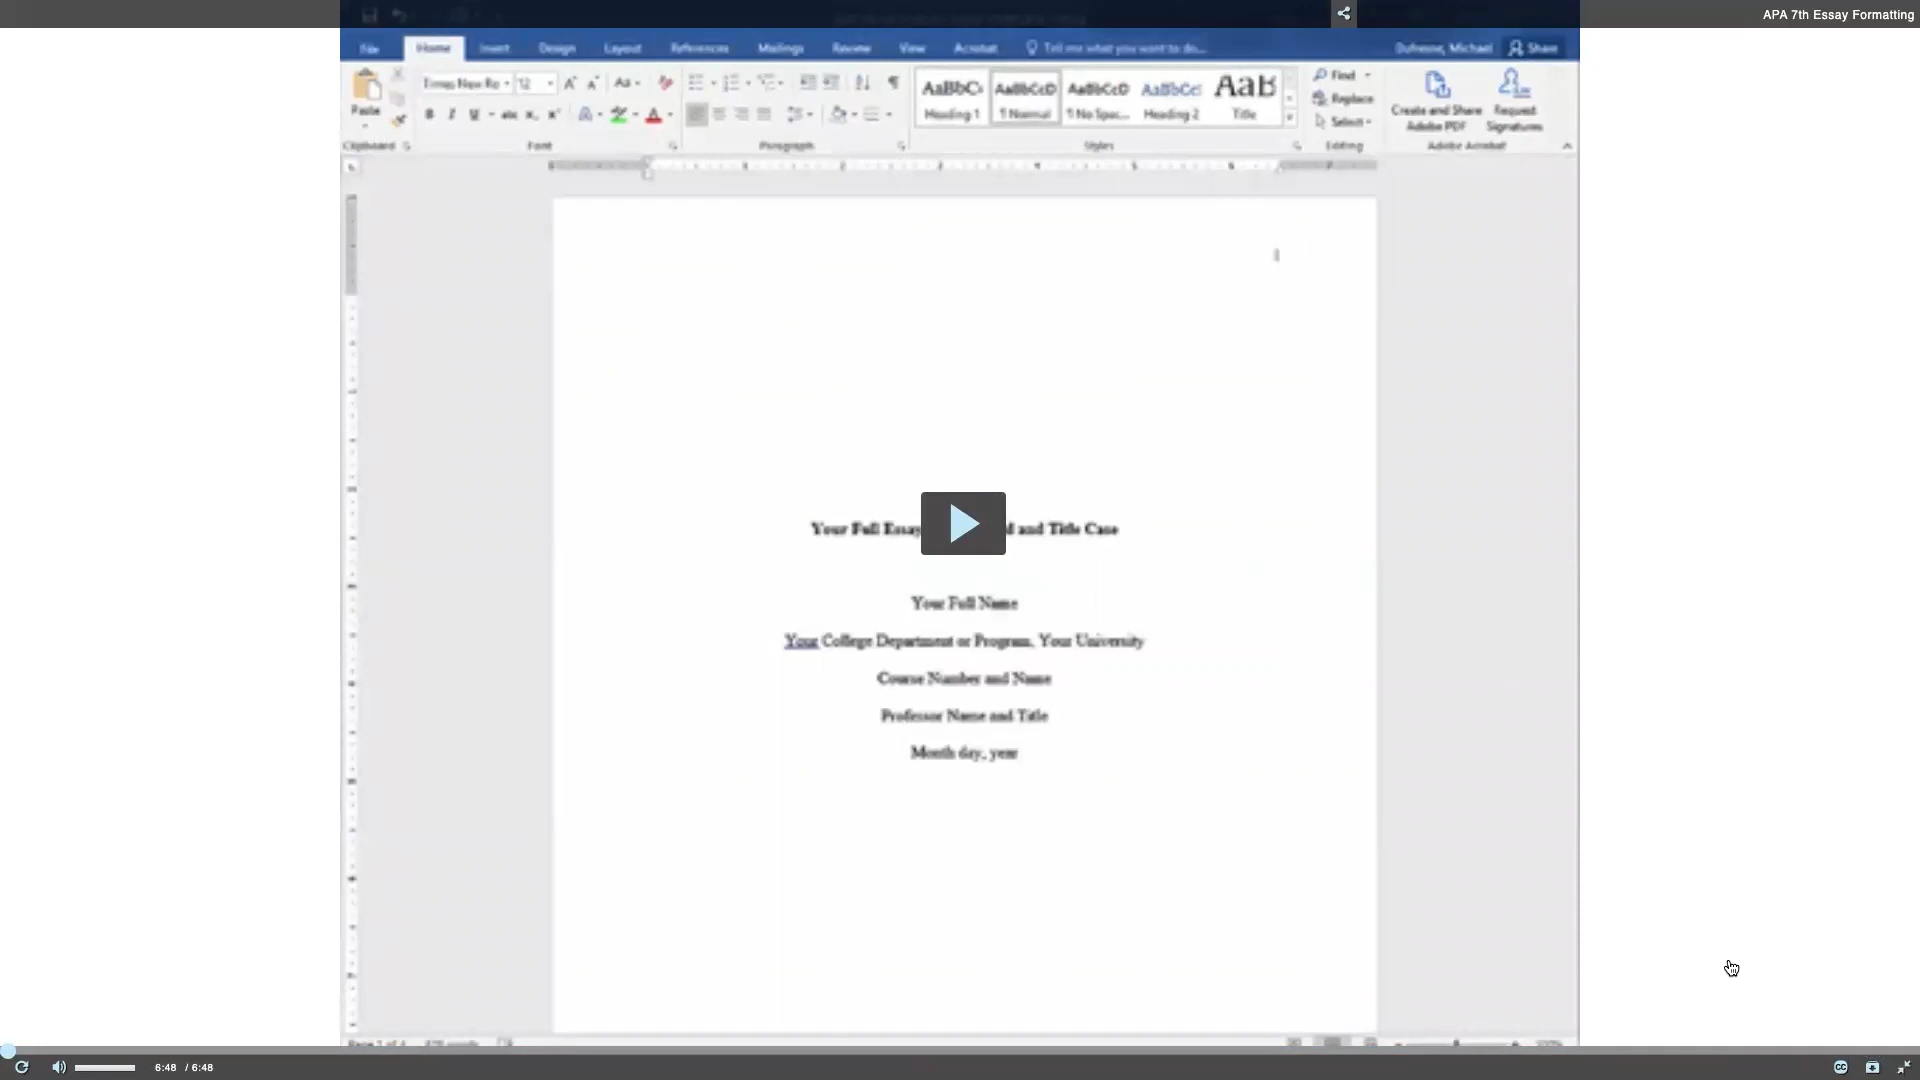 APA 7th Essay Formatting
File Home Insert Design Layout References Mailings Review View Acrobat Tell me what you want to do... Dufresne, Michael Share
Times New Ro 12 Aa
Paste
Clipboard Font Paragraph Styles Editing Adobe Acrobat
AaBbC AaBbCcD AaBbCcD AaBbCc AaB
Heading 1 ¶ Normal ¶ No Spac... Heading 2 Title
Find
Replace
Select
Create and Share Adobe PDF
Request Signatures
1
Your Full Essay and Title Case
Your Full Name
Your College Department or Program, Your University
Course Number and Name
Professor Name and Title
Month day, year
6:48 / 6:48
CC